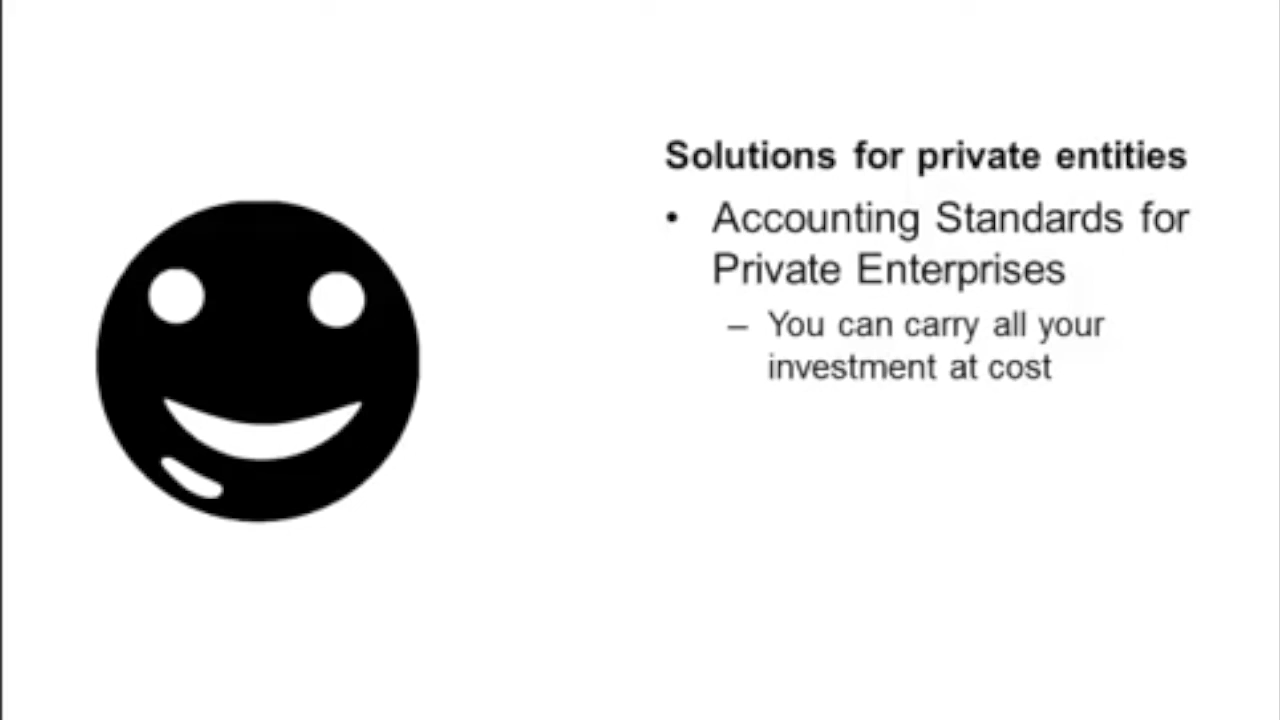 Solutions for private entities
• Accounting Standards for
Private Enterprises
– You can carry all your
investment at cost